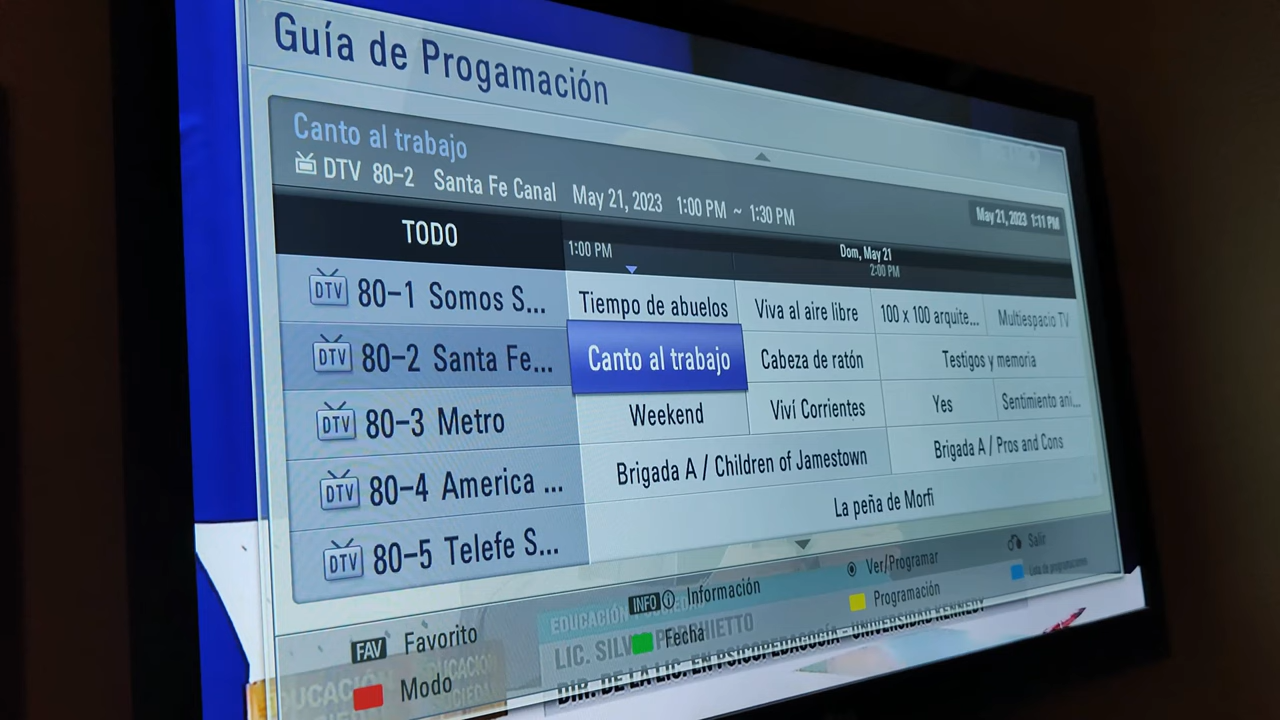 Guía de Progamación
Canto al trabajo
DTV 80-2 Santa Fe Canal May 21, 2023 1:00 PM ~ 1:30 PM
May 21, 2023 1:11 PM
TODO
1:00 PM
Dom, May 21
2:00 PM
DTV 80-1 Somos S...
Tiempo de abuelos
Viva al aire libre
100 x 100 arquite...
Multiespacio TV
DTV 80-2 Santa Fe...
Canto al trabajo
Cabeza de ratón
Testigos y memoria
DTV 80-3 Metro
Weekend
Viví Corrientes
Yes
Sentimiento ani...
DTV 80-4 America ...
Brigada A / Children of Jamestown
Brigada A / Pros and Cons
DTV 80-5 Telefe S...
La peña de Morfi
FAV Favorito
INFO Información
Ver/Programar
Salir
Modo
Fecha
Programación
Lista de programaciones
EDUCACIÓN
LIC.
DIR. DE LA LIC. EN PSICOPEDAGOGÍA - UNIVERSIDAD KENNEDY